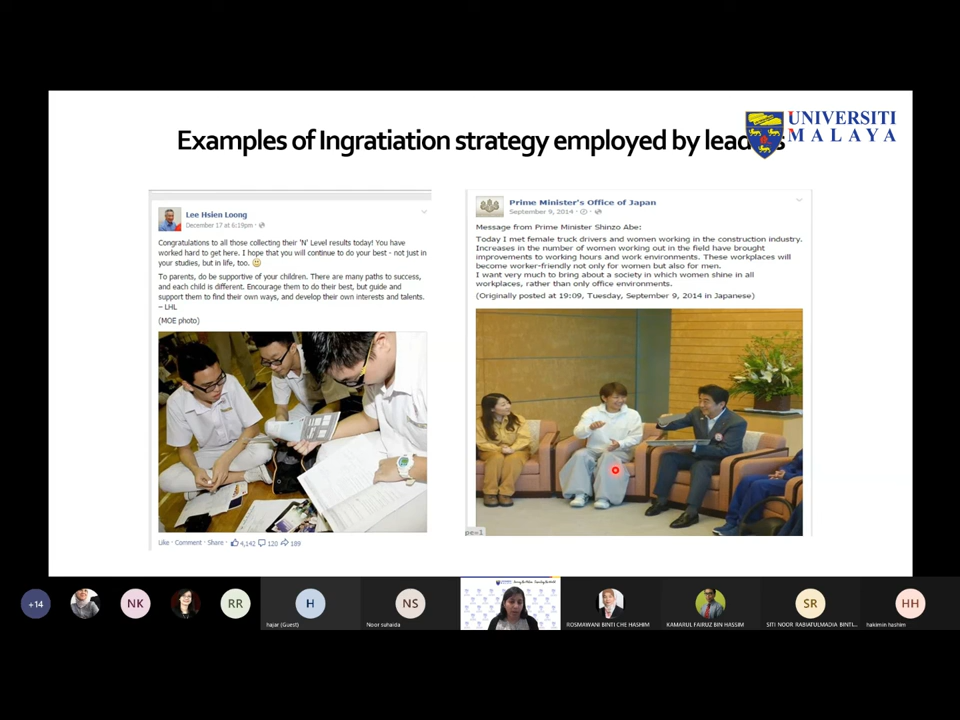 Examples of Ingratiation strategy employed by
UNIVERSITI
MALAYA
Lee Hsien Loong
December 17 at 6:19pm
Congratulations to all those collecting their 'N' Level results today! You have
worked hard to get here. I hope that you will continue to do your best - not just in
your studies, but in life, too.
To parents, do be supportive of your children. There are many paths to success,
and each child is different. Encourage them to do their best, but guide and
support them to find their own ways, and develop their own interests and talents.
– LHL
(MOE photo)
Like · Comment · Share · 4,142 120 189
Prime Minister's Office of Japan
September 9, 2014
Message from Prime Minister Shinzo Abe:
Today I met female truck drivers and women working in the construction industry.
Increases in the number of women working out in the field have brought
improvements to working hours and work environments. These workplaces will
become worker-friendly not only for women but also for men.
I want very much to bring about a society in which women shine in all
workplaces, rather than only office environments.
(Originally posted at 19:09, Tuesday, September 9, 2014 in Japanese)
pe=1
+14
NK
RR
H
hajar (Guest)
NS
Noor suhaida
ROSMAWANI BINTI CHE HASHIM
KAMARUL FAIRUZ BIN HASSIM
SR
SITI NOOR RABIATULMADIA BINTI...
HH
hakimin hashim